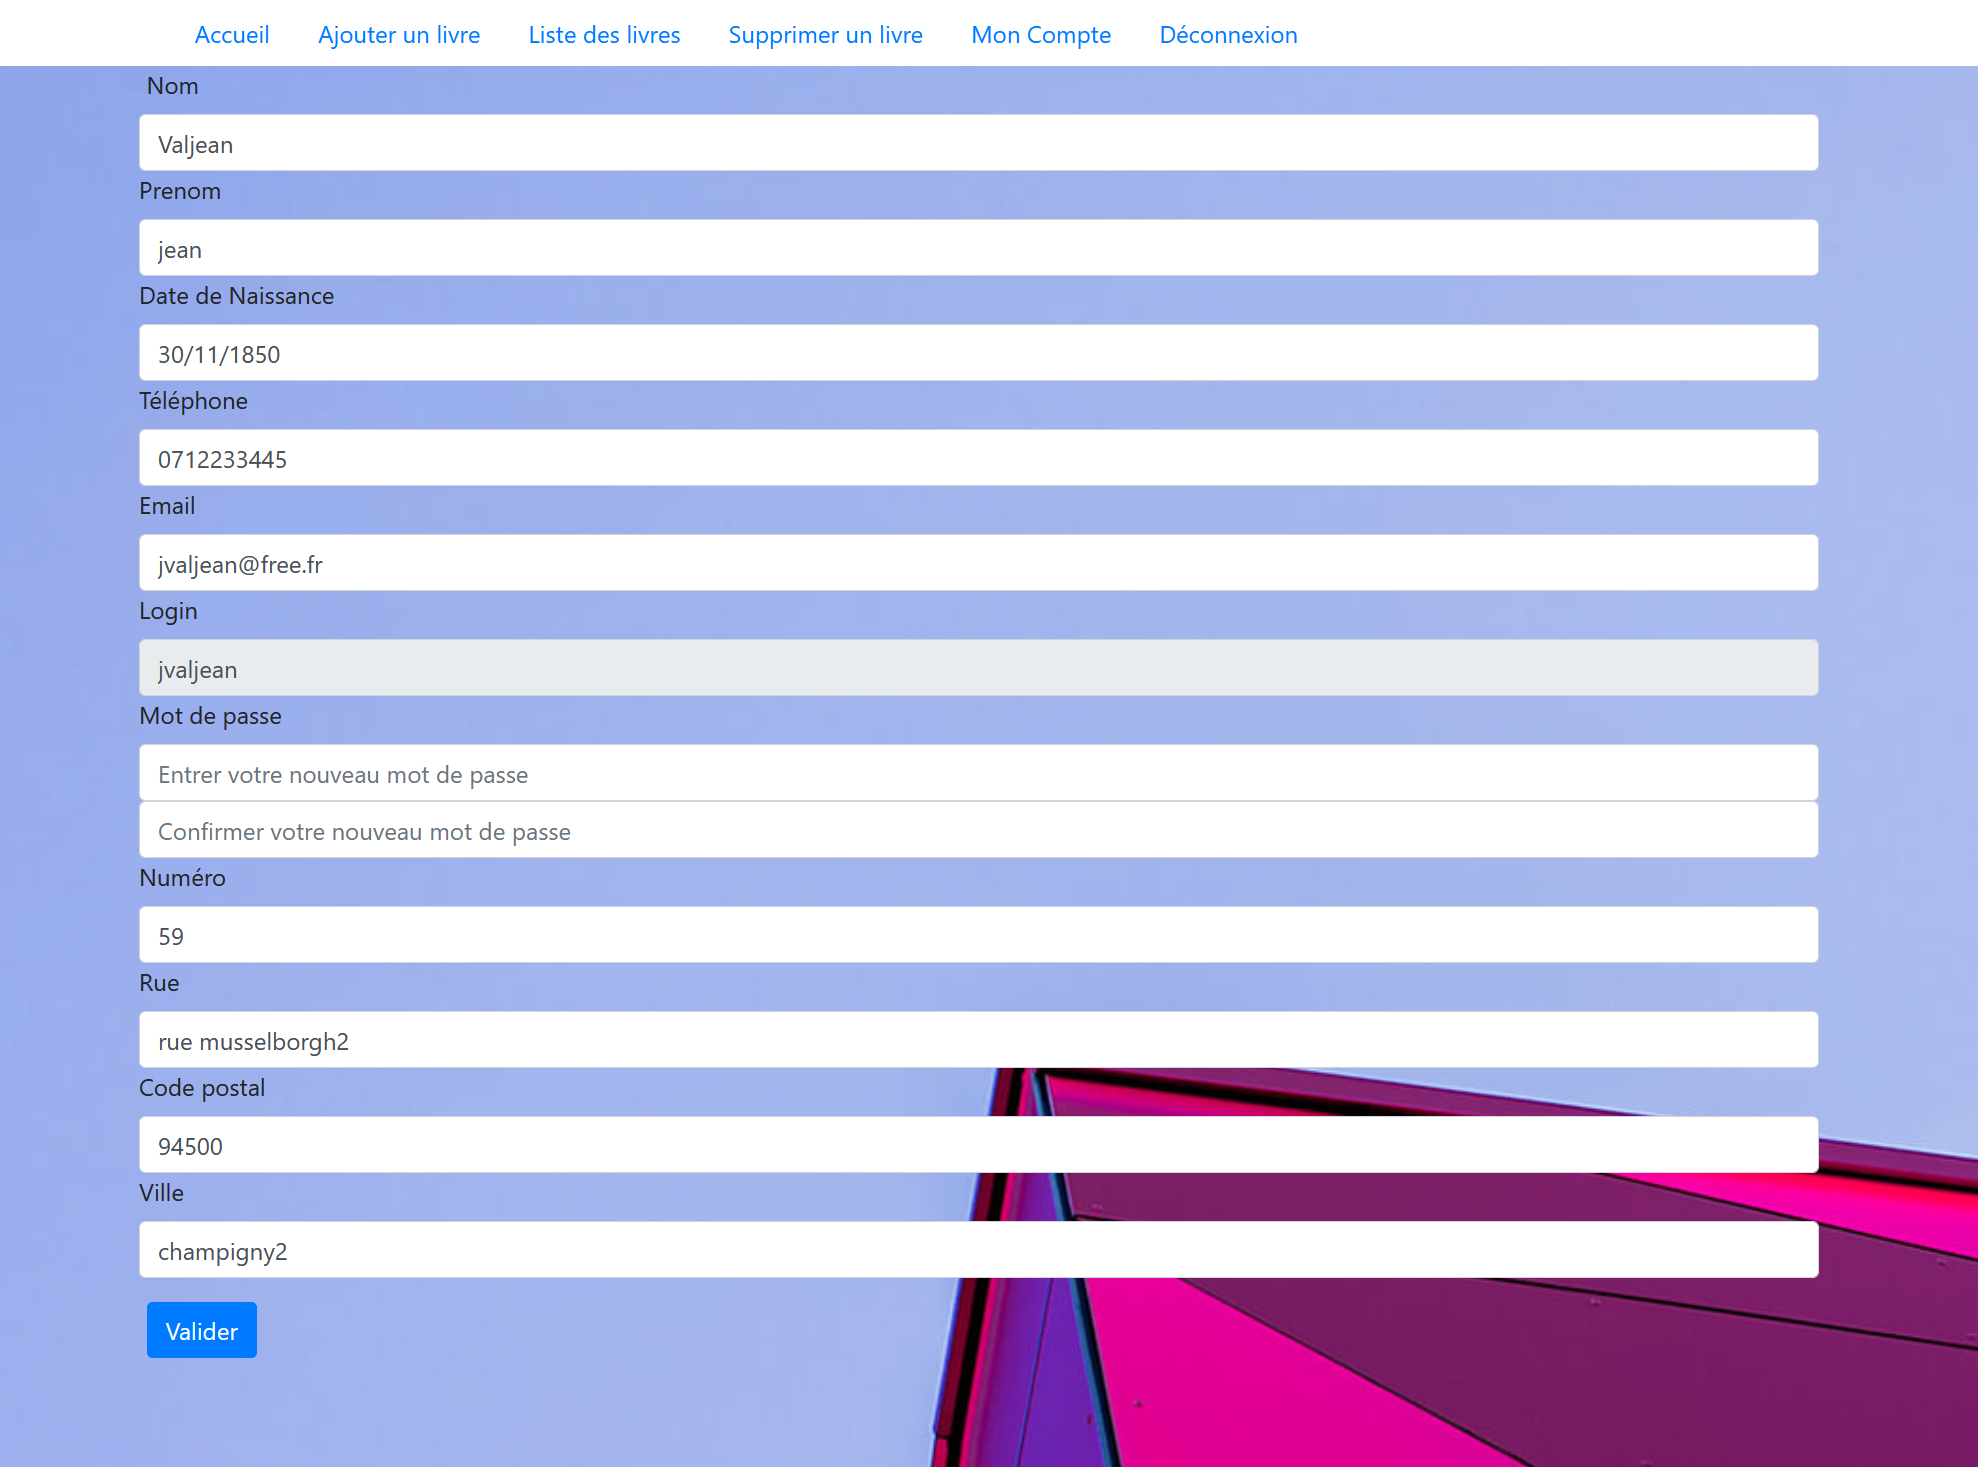 Accueil Ajouter un livre Liste des livres Supprimer un livre Mon Compte Déconnexion
Nom
Valjean
Prenom
jean
Date de Naissance
30/11/1850
Téléphone
0712233445
Email
jvaljean@free.fr
Login
jvaljean
Mot de passe
Entrer votre nouveau mot de passe
Confirmer votre nouveau mot de passe
Numéro
59
Rue
rue musselborgh2
Code postal
94500
Ville
champigny2
Valider